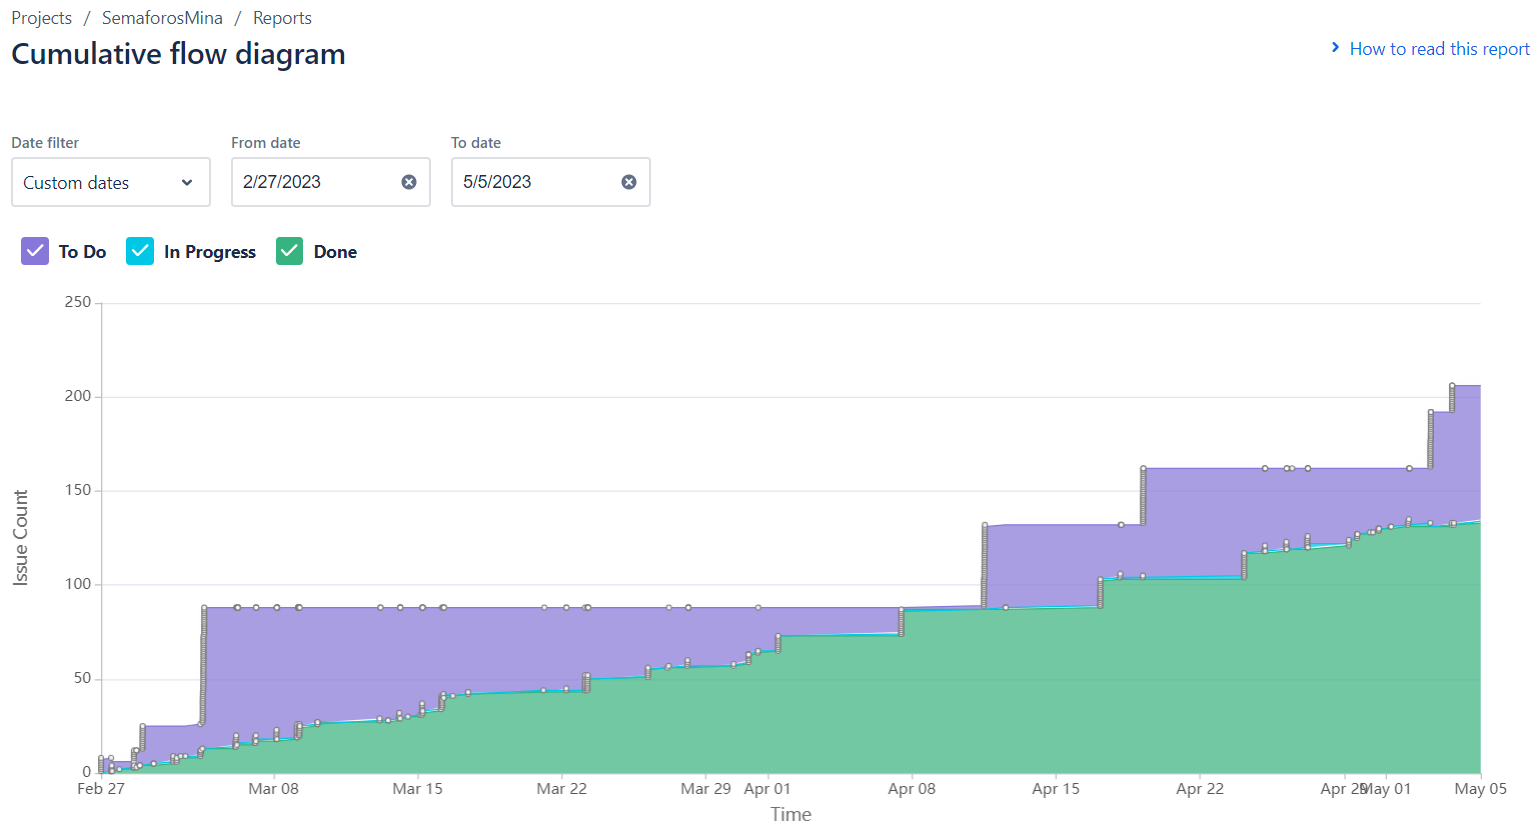 Projects / SemaforosMina / Reports
Cumulative flow diagram
How to read this report
Date filter
From date
To date
Custom dates
2/27/2023
5/5/2023
To Do
In Progress
Done
250
200
150
100
50
0
Issue Count
Feb 27
Mar 08
Mar 15
Mar 22
Mar 29
Apr 01
Apr 08
Apr 15
Apr 22
Apr 29
May 01
May 05
Time